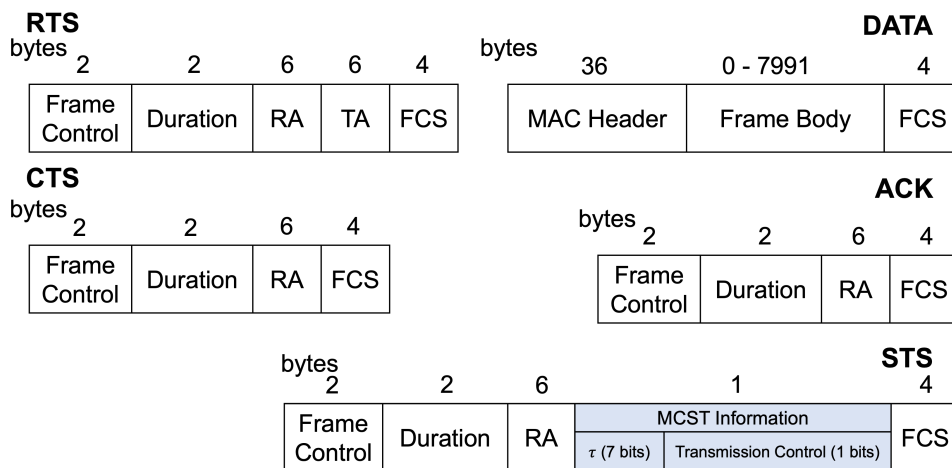 RTS
bytes
2 2 6 6 4
Frame Control Duration RA TA FCS
DATA
bytes
36 0 - 7991 4
MAC Header Frame Body FCS
CTS
bytes
2 2 6 4
Frame Control Duration RA FCS
ACK
bytes
2 2 6 4
Frame Control Duration RA FCS
STS
bytes
2 2 6 1 4
Frame Control Duration RA MCST Information FCS
τ (7 bits) Transmission Control (1 bits)